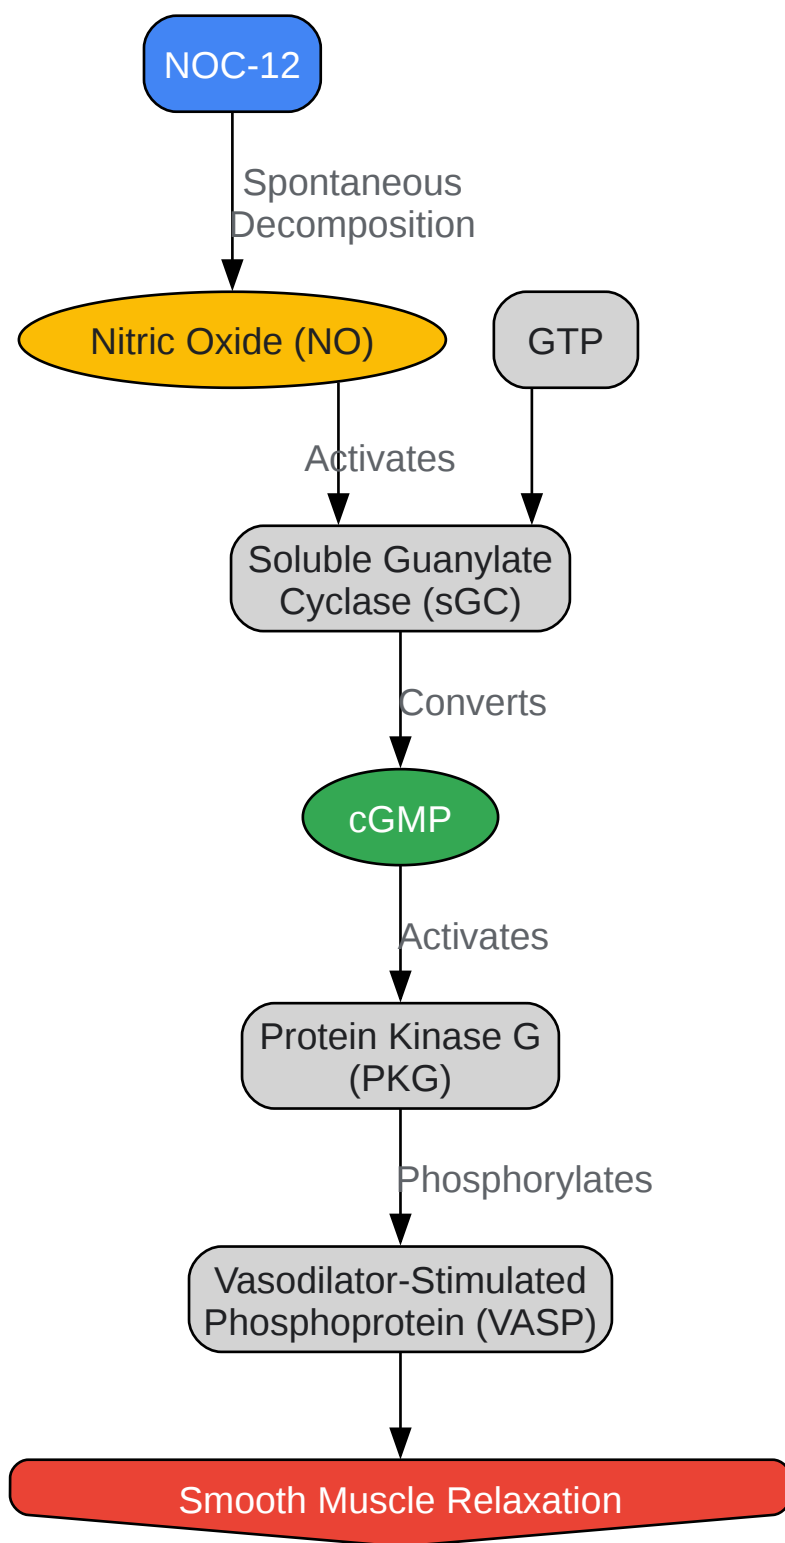 NOC-12
Spontaneous
Decomposition
Nitric Oxide (NO)
GTP
Activates
Soluble Guanylate
Cyclase (sGC)
Converts
cGMP
Activates
Protein Kinase G
(PKG)
Phosphorylates
Vasodilator-Stimulated
Phosphoprotein (VASP)
Smooth Muscle Relaxation